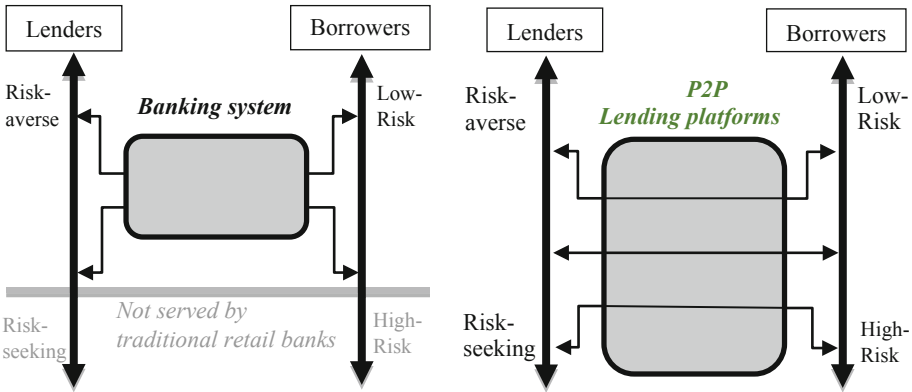 Lenders
Borrowers
Risk-
averse
Banking system
Low-
Risk
Not served by
traditional retail banks
Risk-
seeking
High-
Risk
Lenders
Borrowers
Risk-
averse
P2P
Lending platforms
Low-
Risk
Risk-
seeking
High-
Risk